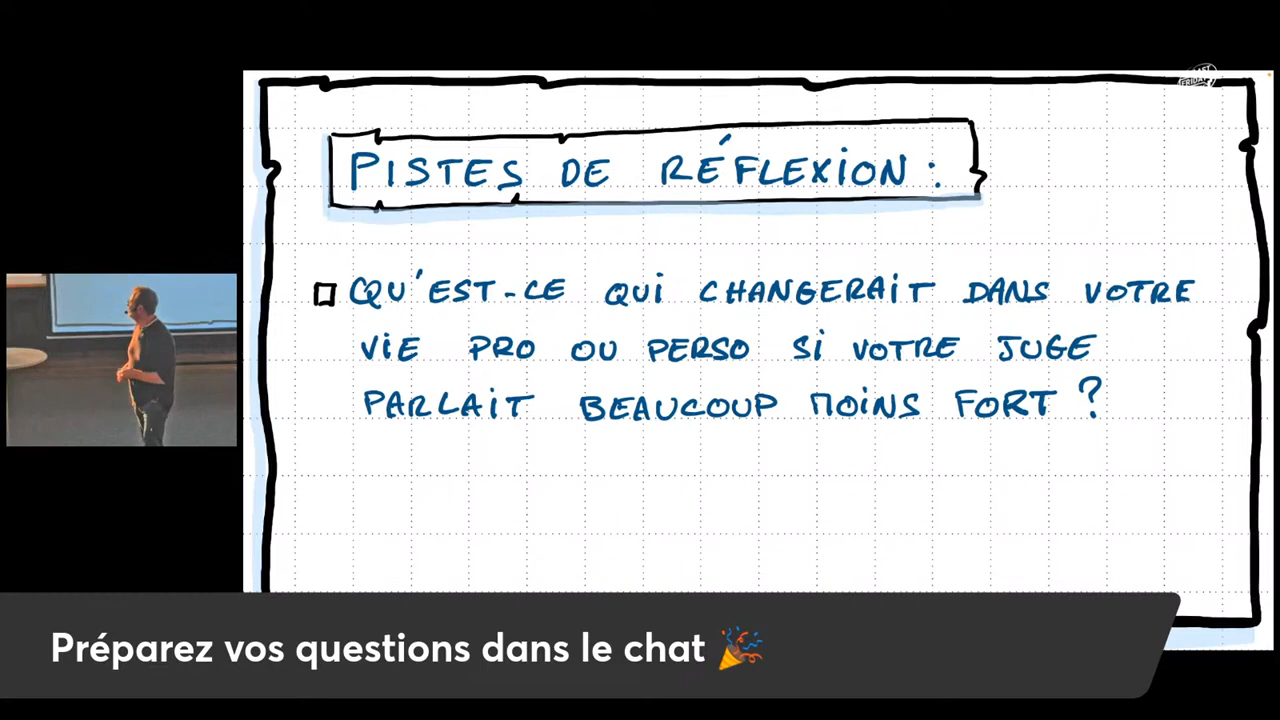 PISTES DE RÉFLEXION :
QU'EST-CE QUI CHANGERAIT DANS VOTRE
VIE PRO OU PERSO SI VOTRE JUGE
PARLAIT BEAUCOUP MOINS FORT ?
Préparez vos questions dans le chat 🎉